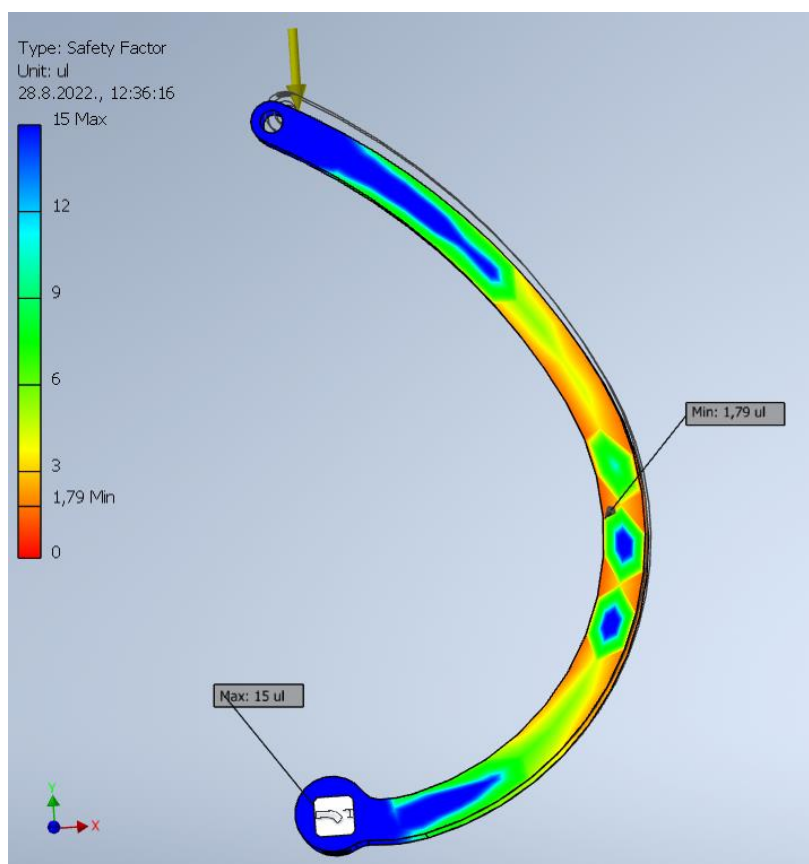 Type: Safety Factor
Unit: ul
28.8.2022., 12:36:16
15 Max
12
9
6
3
1,79 Min
0
Min: 1,79 ul
Max: 15 ul
Y
X